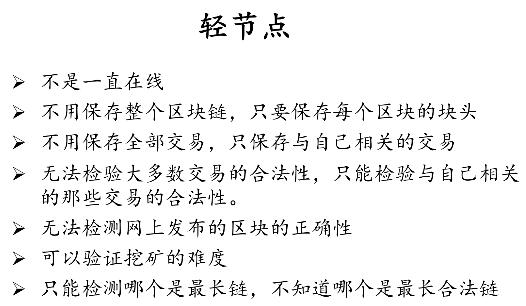 轻节点
➢ 不是一直在线
➢ 不用保存整个区块链，只要保存每个区块的块头
➢ 不用保存全部交易，只保存与自己相关的交易
➢ 无法检验大多数交易的合法性，只能检验与自己相关
的那些交易的合法性。
➢ 无法检测网上发布的区块的正确性
➢ 可以验证挖矿的难度
➢ 只能检测哪个是最长链，不知道哪个是最长合法链